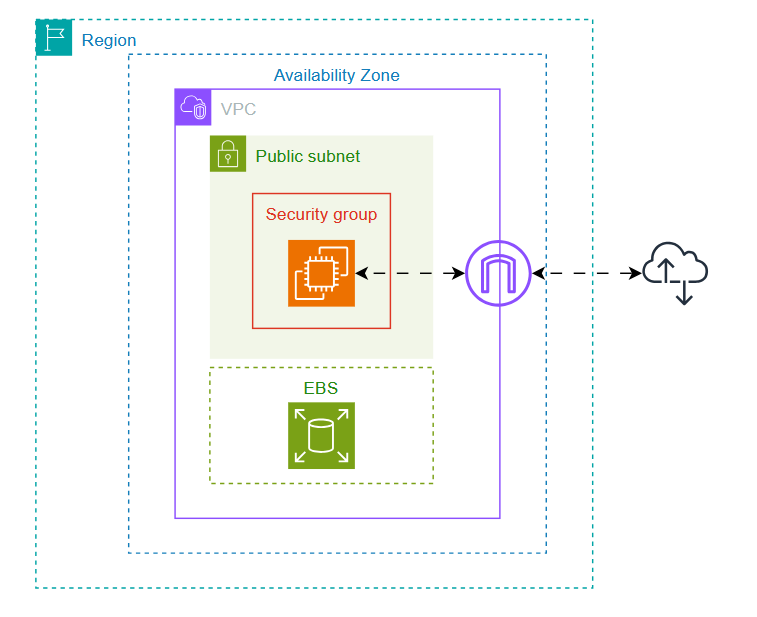 Region
Availability Zone
VPC
Public subnet
Security group
EBS